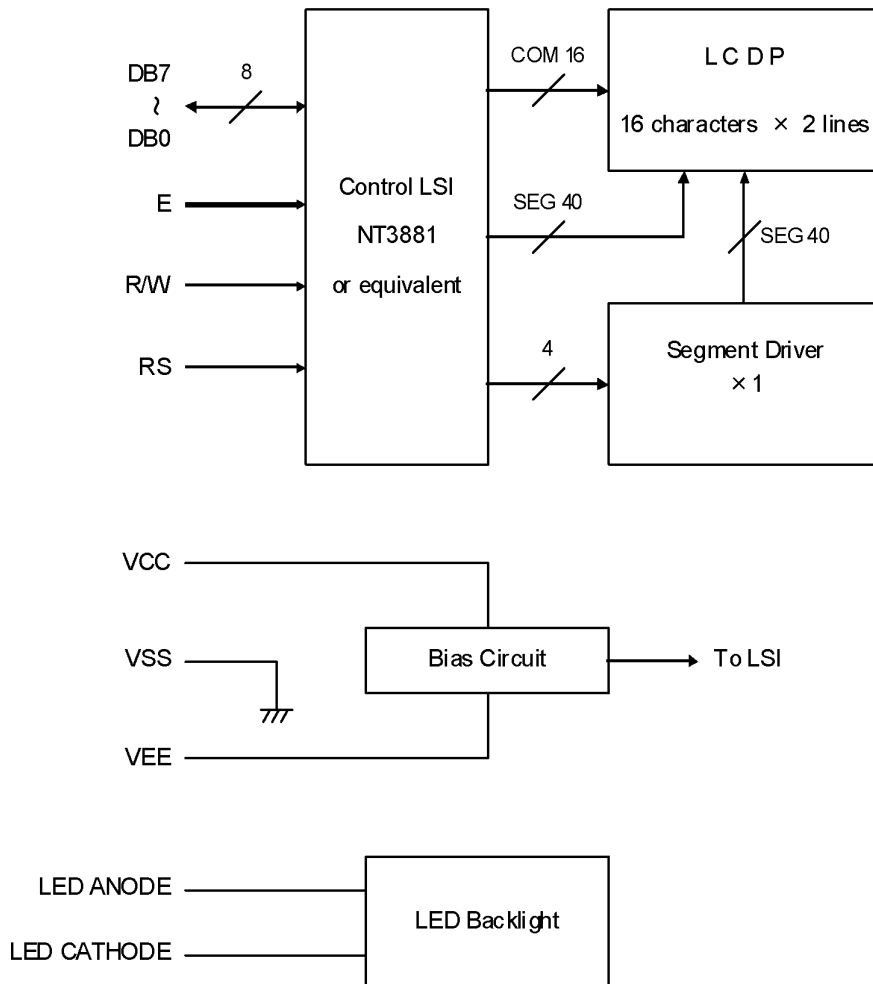 DB7
~
DB0
8
E
R/W
RS
Control LSI
NT3881
or equivalent
COM 16
SEG 40
4
L C D P
16 characters × 2 lines
SEG 40
Segment Driver
× 1
VCC
VSS
VEE
Bias Circuit
To LSI
LED ANODE
LED CATHODE
LED Backlight